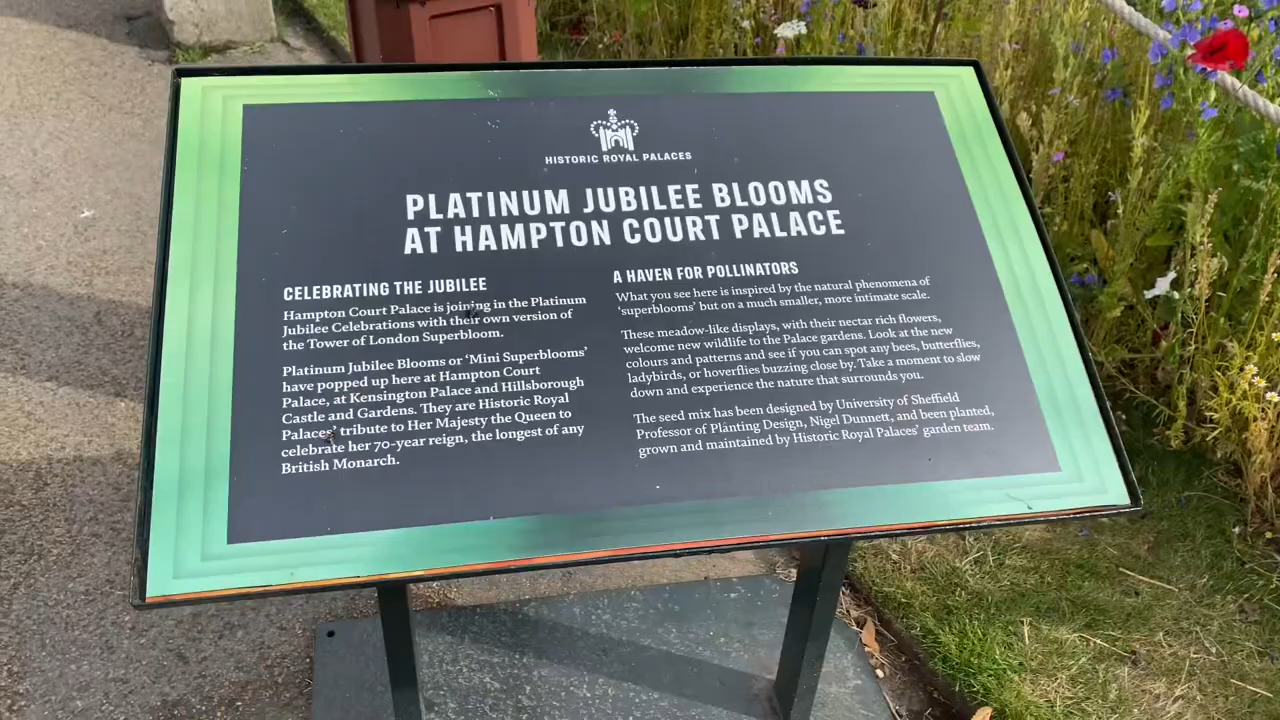 HISTORIC ROYAL PALACES
PLATINUM JUBILEE BLOOMS
AT HAMPTON COURT PALACE
CELEBRATING THE JUBILEE
Hampton Court Palace is joining in the Platinum
Jubilee Celebrations with their own version of
the Tower of London Superbloom.
Platinum Jubilee Blooms or ‘Mini Superblooms’
have popped up here at Hampton Court
Palace, at Kensington Palace and Hillsborough
Castle and Gardens. They are Historic Royal
Palaces’ tribute to Her Majesty the Queen to
celebrate her 70-year reign, the longest of any
British Monarch.
A HAVEN FOR POLLINATORS
What you see here is inspired by the natural phenomena of
‘superblooms’ but on a much smaller, more intimate scale.
These meadow-like displays, with their nectar rich flowers,
welcome new wildlife to the Palace gardens. Look at the new
colours and patterns and see if you can spot any bees, butterflies,
ladybirds, or hoverflies buzzing close by. Take a moment to slow
down and experience the nature that surrounds you.
The seed mix has been designed by University of Sheffield
Professor of Planting Design, Nigel Dunnett, and been planted,
grown and maintained by Historic Royal Palaces’ garden team.